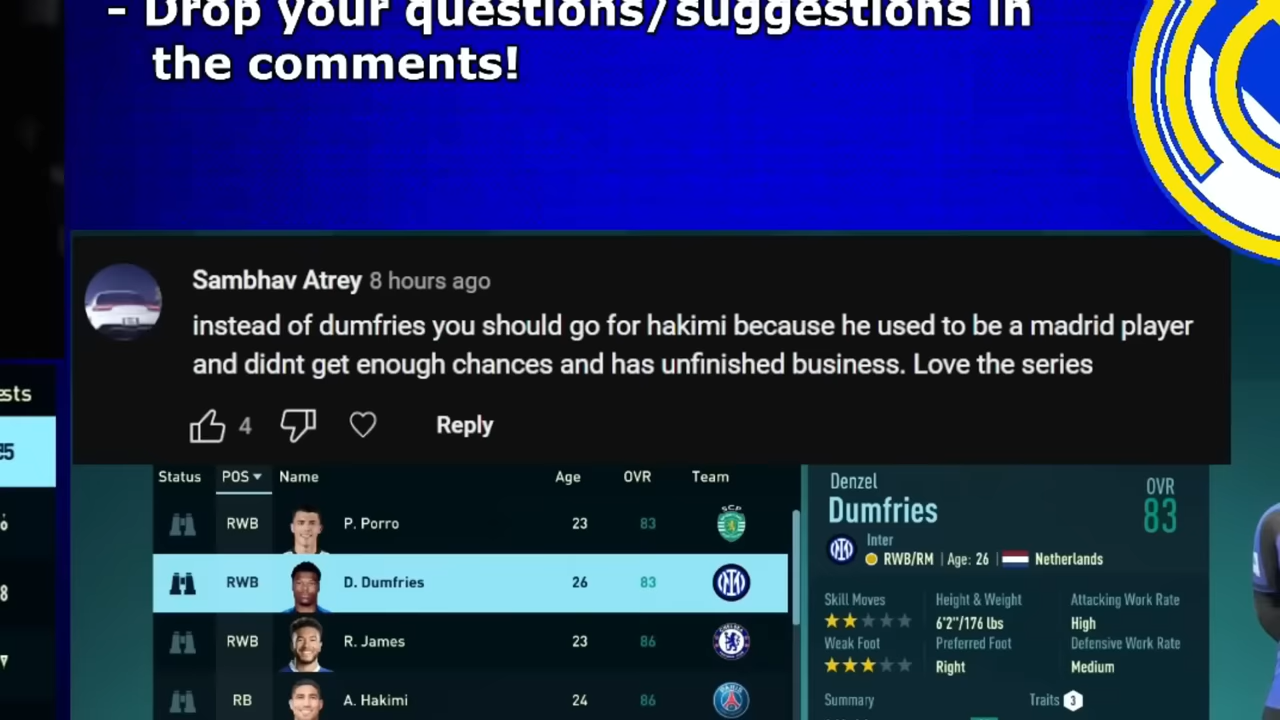 - Drop your questions/suggestions in
the comments!
Sambhav Atrey 8 hours ago
instead of dumfries you should go for hakimi because he used to be a madrid player
and didnt get enough chances and has unfinished business. Love the series
4 Reply
Status POS Name Age OVR Team
RWB P. Porro 23 83 SCP
RWB D. Dumfries 26 83
RWB R. James 23 86
RB A. Hakimi 24 86
Denzel
Dumfries
OVR
83
Inter
RWB/RM | Age: 26 | Netherlands
Skill Moves Height & Weight Attacking Work Rate
6'2"/176 lbs High
Weak Foot Preferred Foot Defensive Work Rate
Right Medium
Summary Traits 3